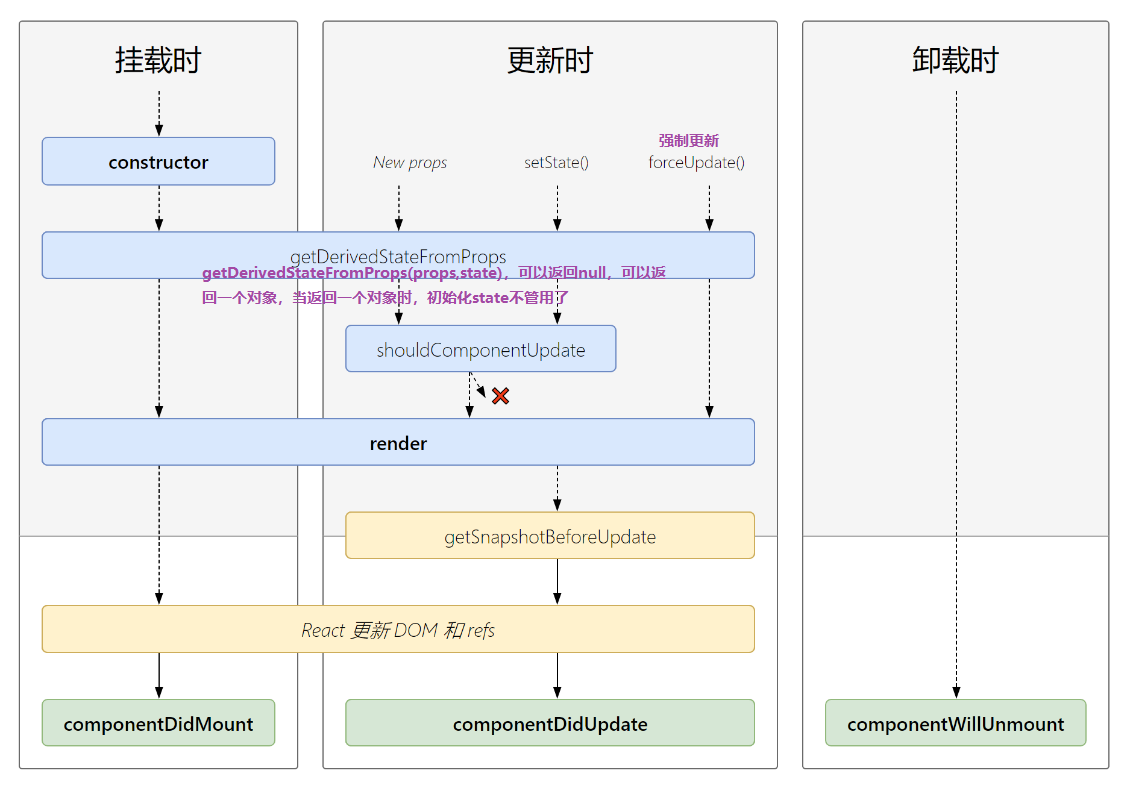 挂载时
更新时
卸载时
强制更新
constructor
New props
setState()
forceUpdate()
getDerivedStateFromProps
getDerivedStateFromProps(props,state)，可以返回null，可以返
回一个对象，当返回一个对象时，初始化state不管用了
shouldComponentUpdate
render
getSnapshotBeforeUpdate
React 更新 DOM 和 refs
componentDidMount
componentDidUpdate
componentWillUnmount